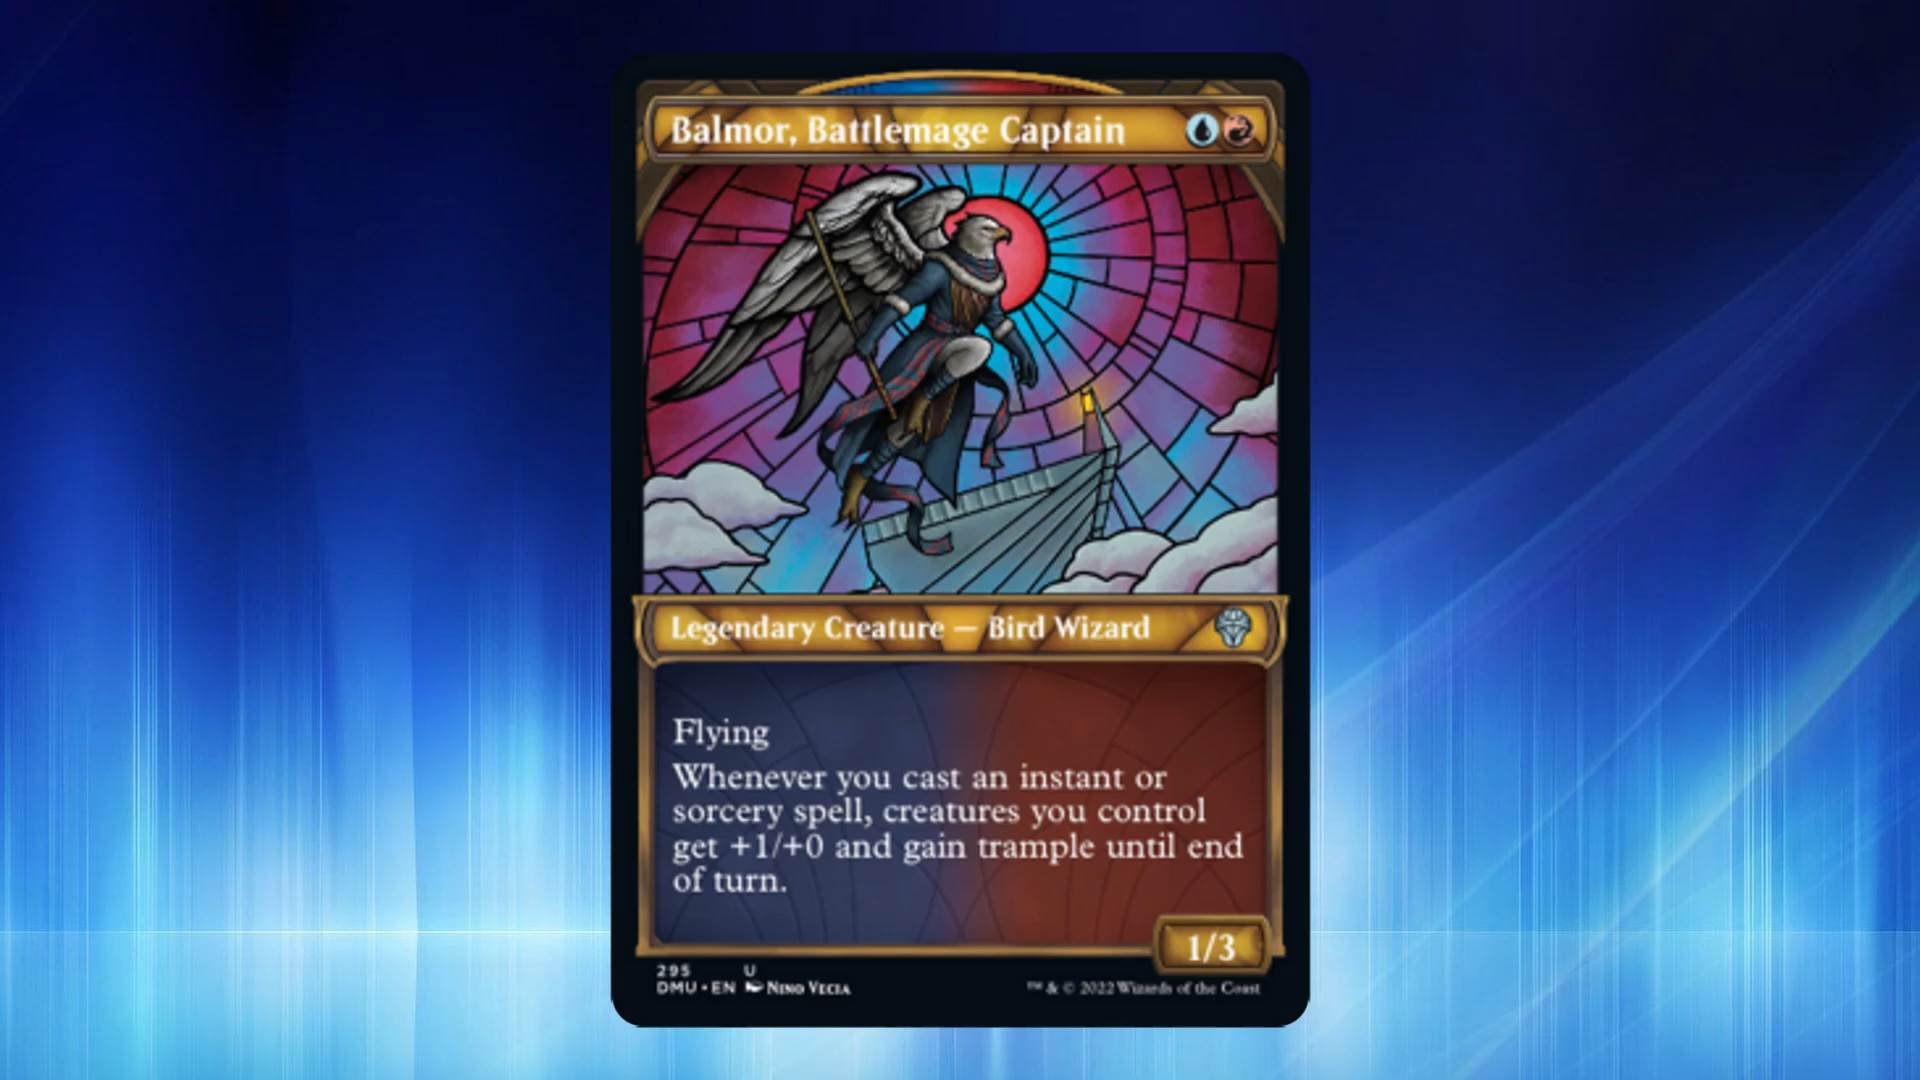 Balmor, Battlemage Captain
Legendary Creature — Bird Wizard
Flying
Whenever you cast an instant or
sorcery spell, creatures you control
get +1/+0 and gain trample until end
of turn.
1/3
295 U
DMU • EN Nino Vecia
™ & © 2022 Wizards of the Coast